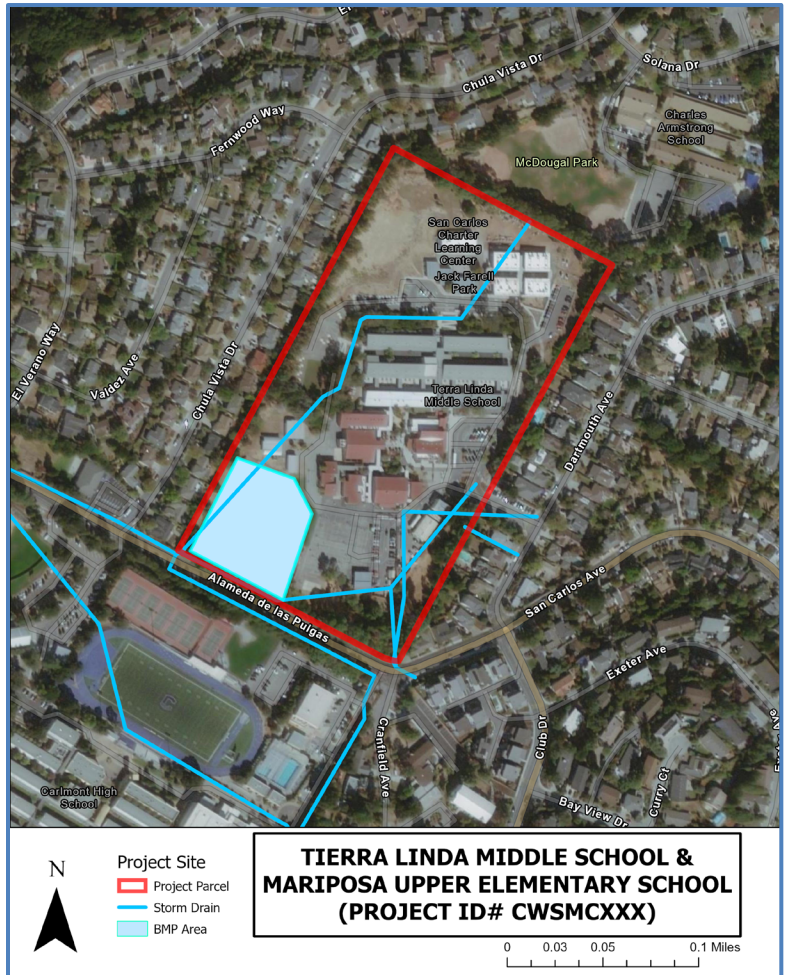 Chula Vista Dr
Solana Dr
Fernwood Way
Charles
Armstrong
School
McDougal Park
San Carlos
Charter
Learning
Center
Jack Farell
Park
El Verano Way
Valdez Ave
Chula Vista Dr
Terra Linda
Middle School
Dartmouth Ave
Alameda de las Pulgas
San Carlos Ave
Exeter Ave
Cranfield Ave
Club Dr
Curry Ct
Bay View Dr
Carlmont High
School
N
Project Site
Project Parcel
Storm Drain
BMP Area
TIERRA LINDA MIDDLE SCHOOL &
MARIPOSA UPPER ELEMENTARY SCHOOL
(PROJECT ID# CWSMCXXX)
0 0.03 0.05 0.1 Miles